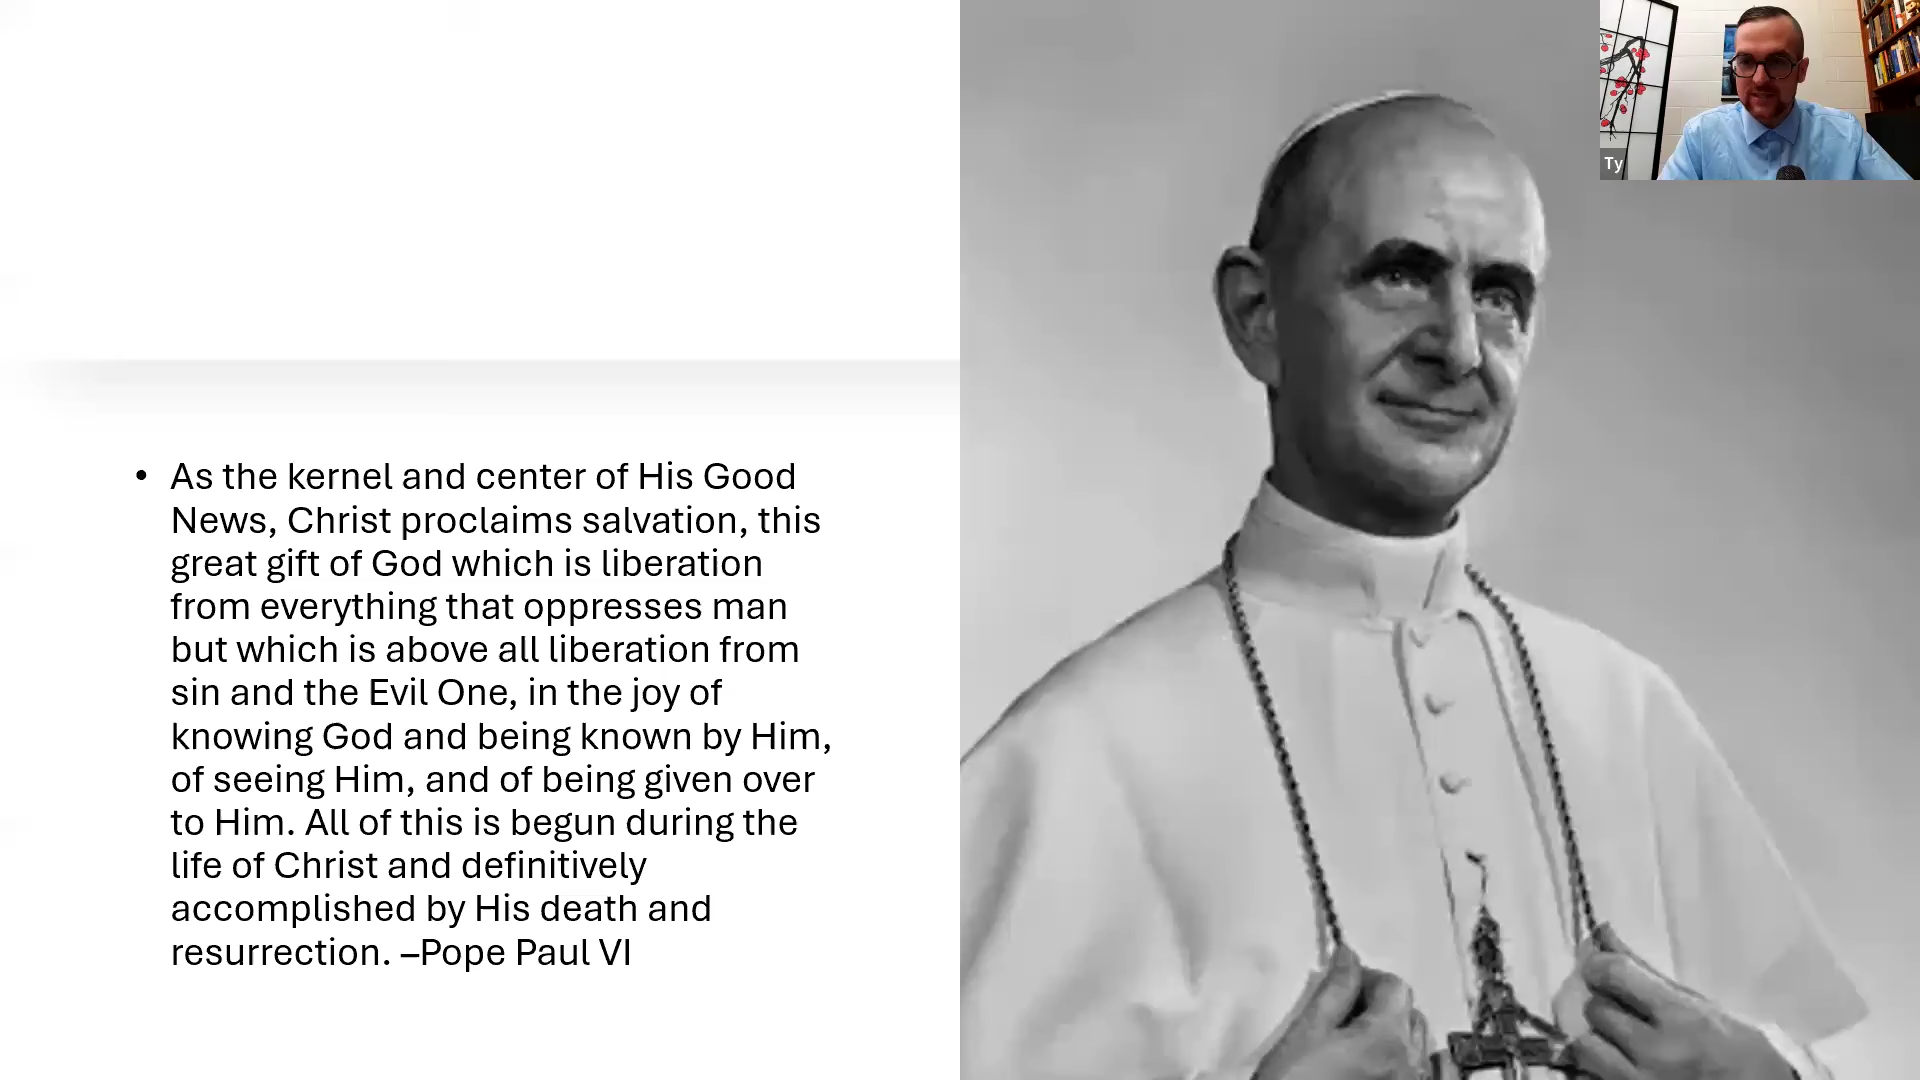 Ty
• As the kernel and center of His Good
News, Christ proclaims salvation, this
great gift of God which is liberation
from everything that oppresses man
but which is above all liberation from
sin and the Evil One, in the joy of
knowing God and being known by Him,
of seeing Him, and of being given over
to Him. All of this is begun during the
life of Christ and definitively
accomplished by His death and
resurrection. –Pope Paul VI